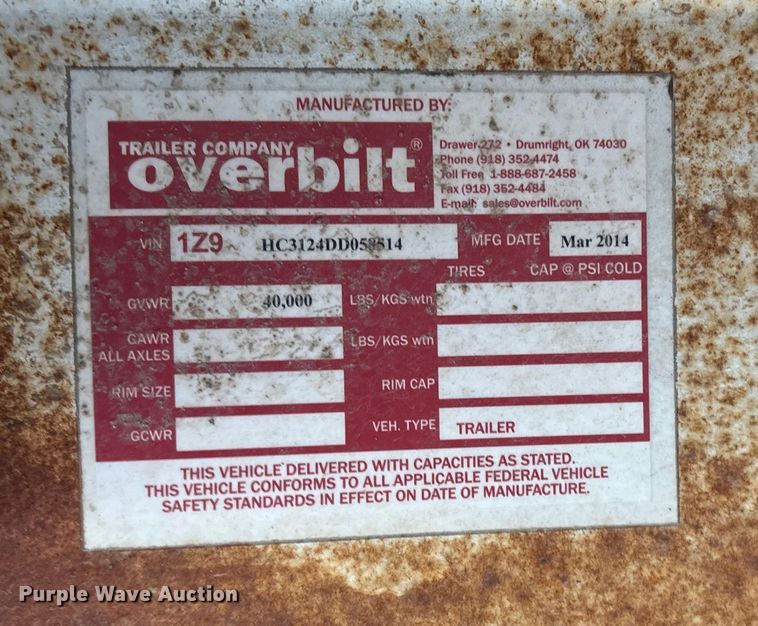 MANUFACTURED BY:
TRAILER COMPANY
overbilt®
Drawer 272 • Drumright, OK 74030
Phone (918) 352-4474
Toll Free 1-888-687-2458
Fax (918) 352-4484
E-mail: sales@overbilt.com
VIN 1Z9 MFG DATE Mar 2014
TIRES CAP @ PSI COLD
GVWR 40,000 LBS/KGS wtn
GAWR ALL AXLES LBS/KGS wtn
RIM SIZE RIM CAP
GCWR VEH. TYPE TRAILER
THIS VEHICLE DELIVERED WITH CAPACITIES AS STATED.
THIS VEHICLE CONFORMS TO ALL APPLICABLE FEDERAL VEHICLE
SAFETY STANDARDS IN EFFECT ON DATE OF MANUFACTURE.
Purple Wave Auction